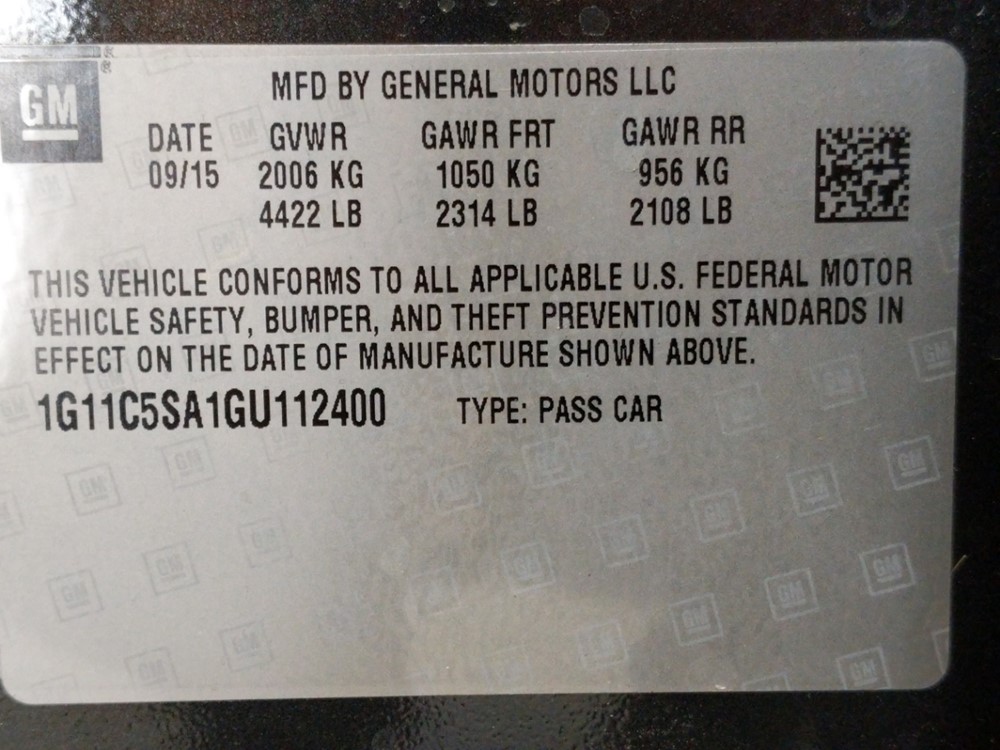 GM
MFD BY GENERAL MOTORS LLC
DATE GVWR GAWR FRT GAWR RR
09/15 2006 KG 1050 KG 956 KG
4422 LB 2314 LB 2108 LB
THIS VEHICLE CONFORMS TO ALL APPLICABLE U.S. FEDERAL MOTOR
VEHICLE SAFETY, BUMPER, AND THEFT PREVENTION STANDARDS IN
EFFECT ON THE DATE OF MANUFACTURE SHOWN ABOVE.
1G11C5SA1GU112400 TYPE: PASS CAR